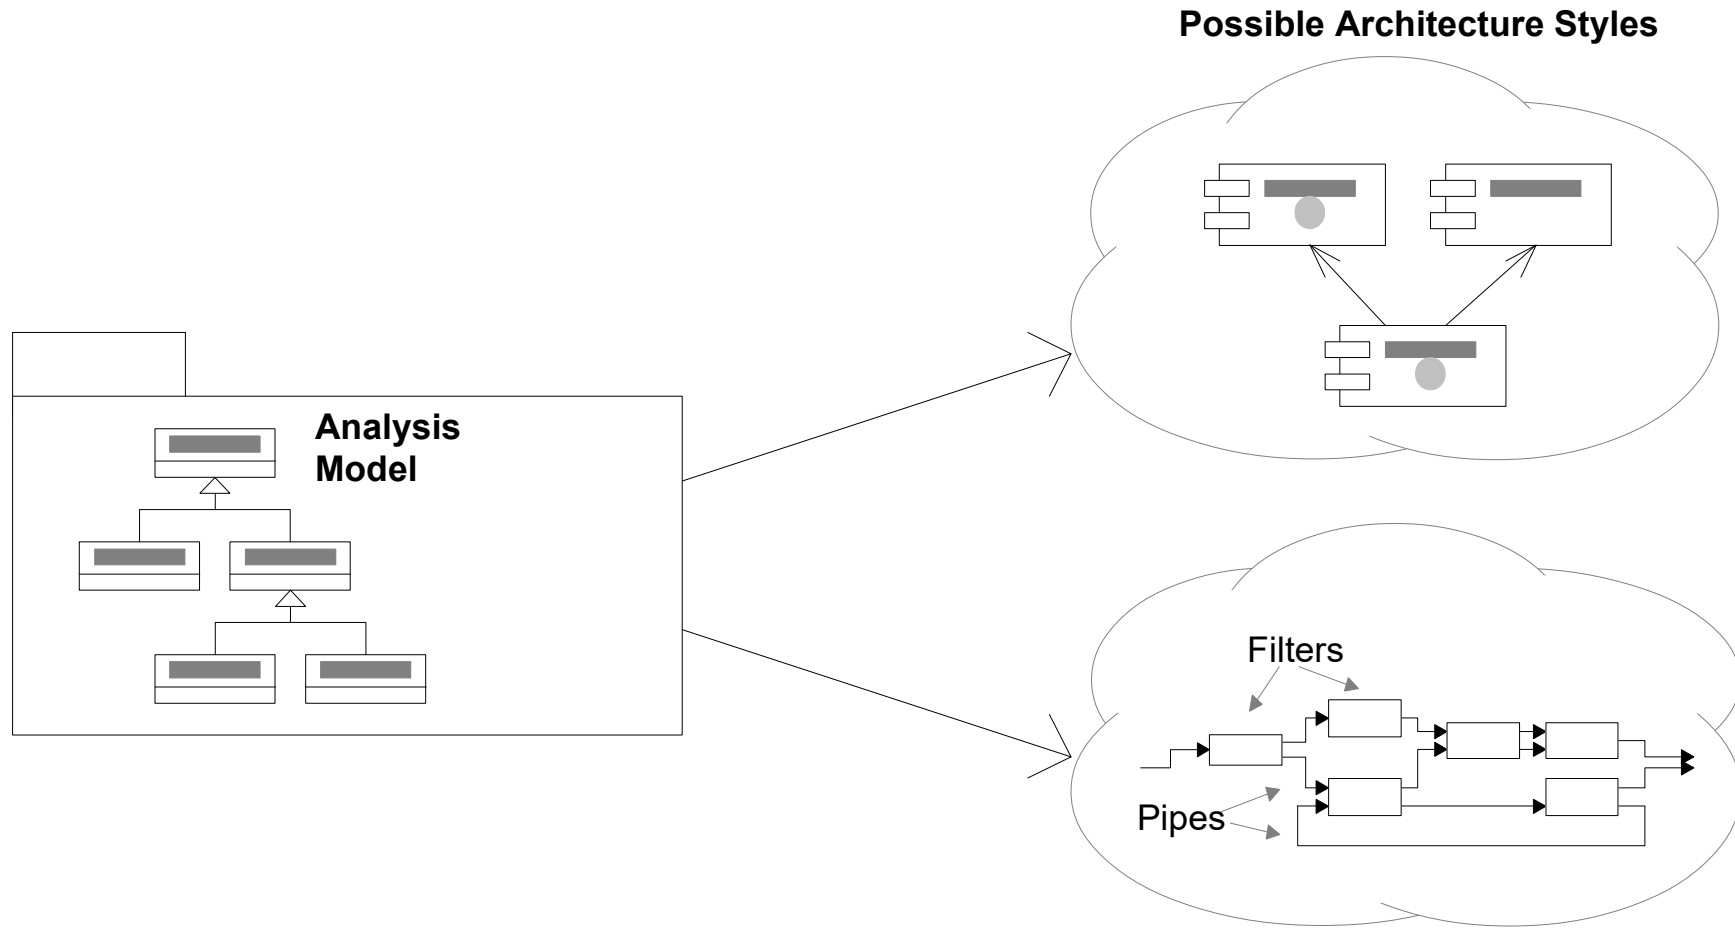 Possible Architecture Styles
Analysis
Model
Filters
Pipes